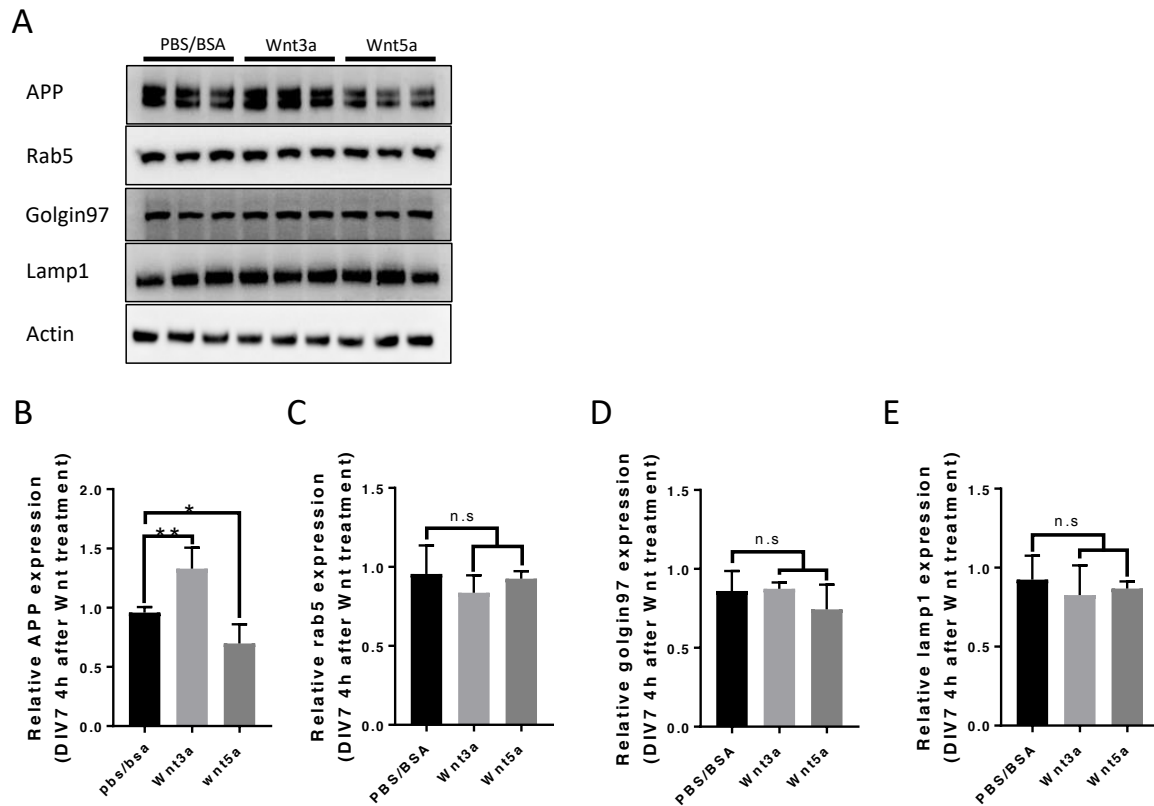 A
PBS/BSA Wnt3a Wnt5a
APP
Rab5
Golgin97
Lamp1
Actin
B
Relative APP expression
(DIV7 4h after Wnt treatment)
2.0
1.5
1.0
0.5
0.0
*
**
pbs/bsa
Wnt3a
wnt5a
C
Relative rab5 expression
(DIV7 4h after Wnt treatment)
1.5
1.0
0.5
0.0
n.s
PBS/BSA
Wnt3a
Wnt5a
D
Relative golgin97 expression
(DIV7 4h after Wnt treatment)
1.5
1.0
0.5
0.0
n.s
PBS/BSA
Wnt3a
Wnt5a
E
Relative lamp1 expression
(DIV7 4h after Wnt treatment)
1.5
1.0
0.5
0.0
n.s
PBS/BSA
Wnt3a
Wnt5a